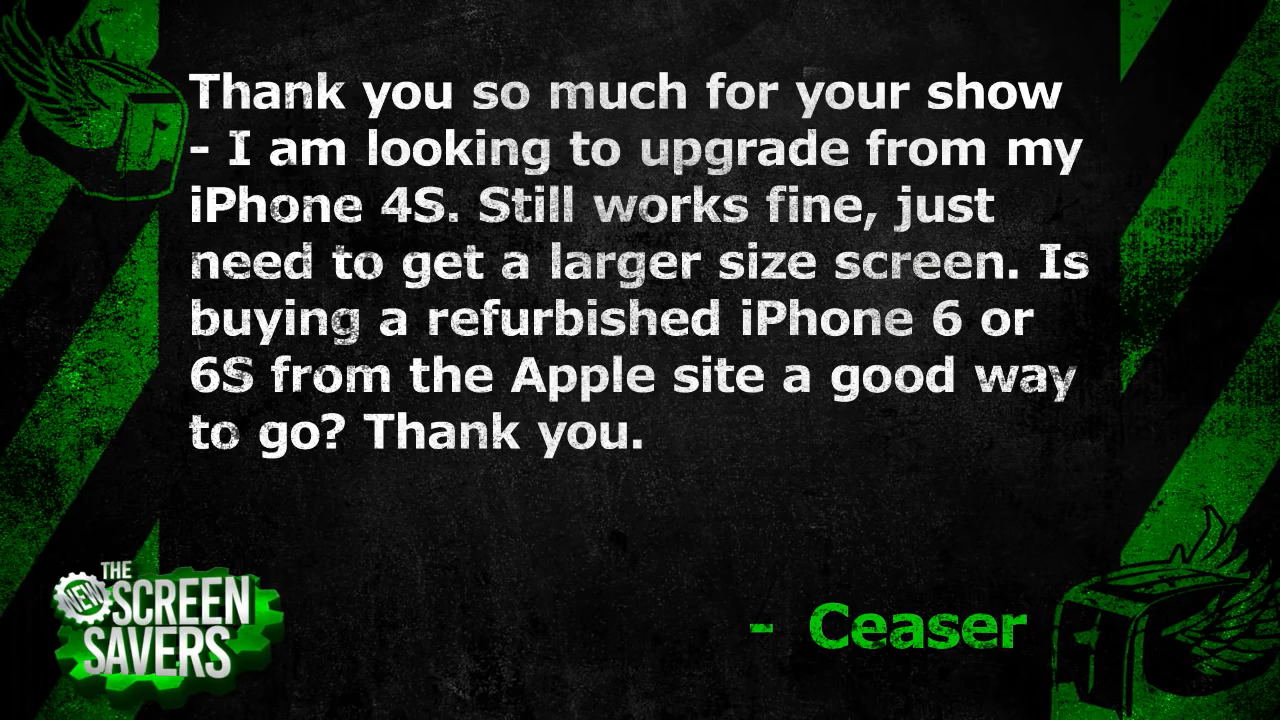 Thank you so much for your show
- I am looking to upgrade from my
iPhone 4S. Still works fine, just
need to get a larger size screen. Is
buying a refurbished iPhone 6 or
6S from the Apple site a good way
to go? Thank you.
- Ceaser
THE
NEW SCREEN
SAVERS